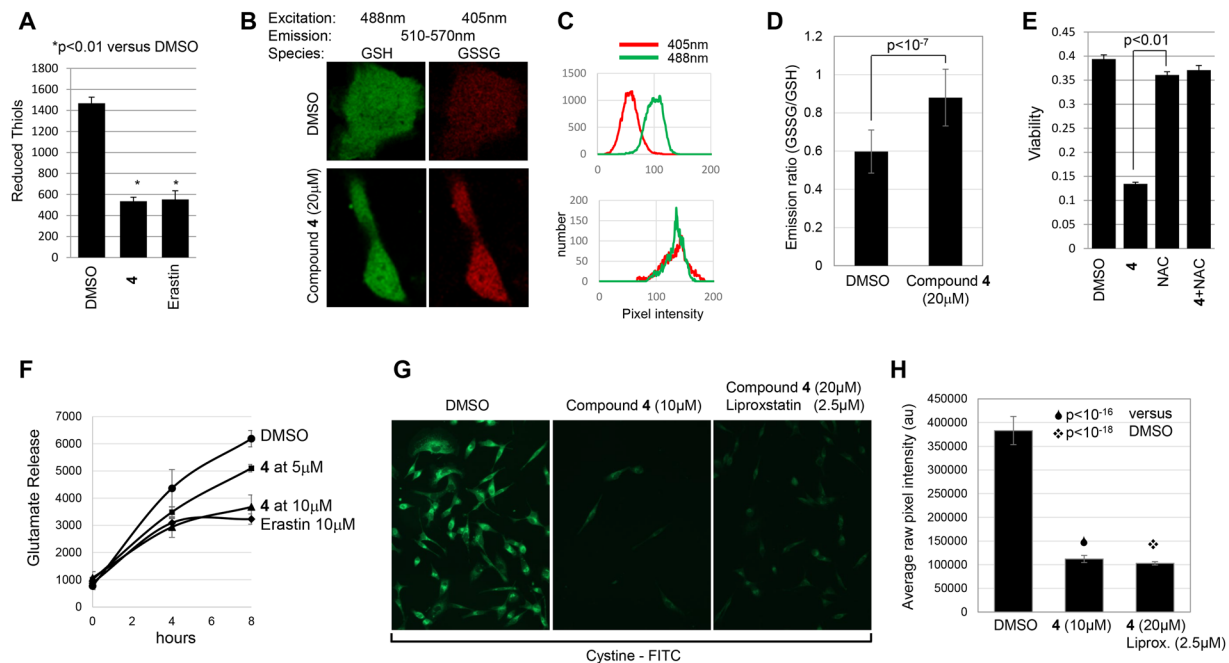 A
*p<0.01 versus DMSO
Reduced Thiols
1800
1600
1400
1200
1000
800
600
400
200
0
*
*
DMSO
4
Erastin
B
Excitation: 488nm 405nm
Emission: 510-570nm
Species: GSH GSSG
DMSO
Compound 4 (20μM)
C
405nm
488nm
1500
1000
500
0
0 100 200
number
200
150
100
50
0
0 100 200
Pixel intensity
D
Emission ratio (GSSG/GSH)
1.2
1
0.8
0.6
0.4
0.2
0
p<10-7
DMSO
Compound 4
(20μM)
E
Viability
0.45
0.4
0.35
0.3
0.25
0.2
0.15
0.1
0.05
0
p<0.01
DMSO
4
NAC
4+NAC
F
Glutamate Release
7000
6000
5000
4000
3000
2000
1000
0
DMSO
4 at 5μM
4 at 10μM
Erastin 10μM
0 4 8
hours
G
DMSO
Compound 4 (10μM)
Compound 4 (20μM)
Liproxstatin (2.5μM)
Cystine - FITC
H
Average raw pixel intensity (au)
450000
400000
350000
300000
250000
200000
150000
100000
50000
0
p<10-16 versus
p<10-18 DMSO
DMSO 4 (10μM) 4 (20μM)
Liprox. (2.5μM)